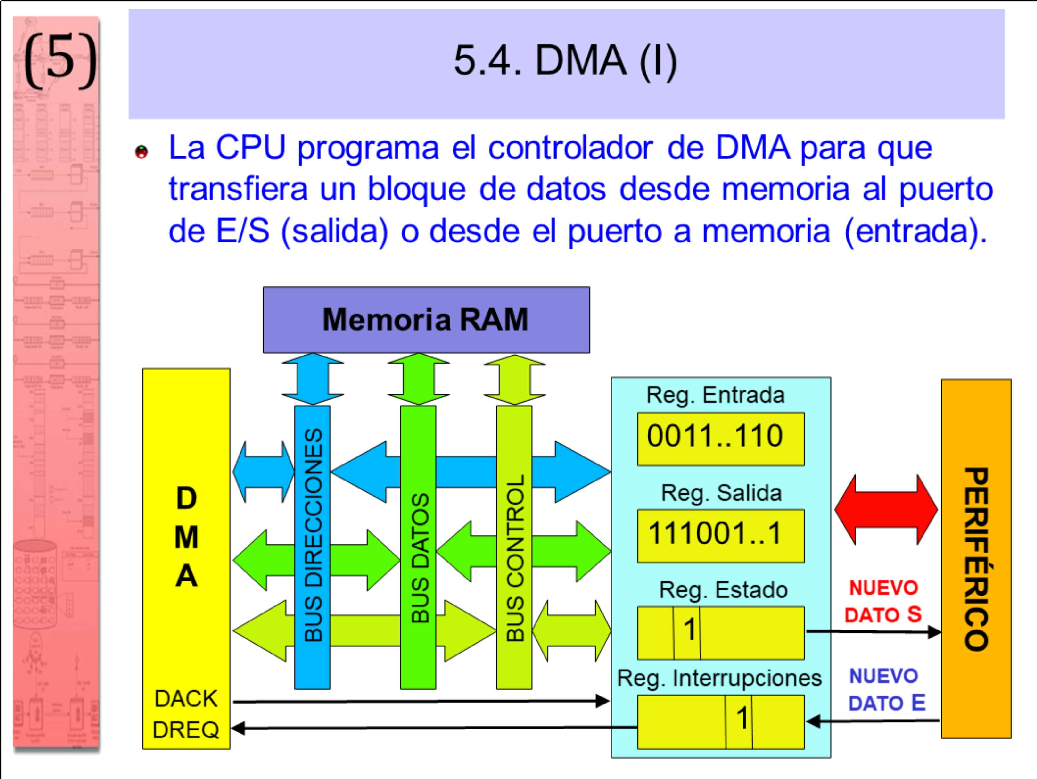 (5)
5.4. DMA (I)
La CPU programa el controlador de DMA para que
transfiera un bloque de datos desde memoria al puerto
de E/S (salida) o desde el puerto a memoria (entrada).
Memoria RAM
D
M
A
DACK
DREQ
BUS DIRECCIONES
BUS DATOS
BUS CONTROL
Reg. Entrada
0011..110
Reg. Salida
111001..1
Reg. Estado
1
Reg. Interrupciones
1
NUEVO
DATO S
NUEVO
DATO E
PERIFÉRICO